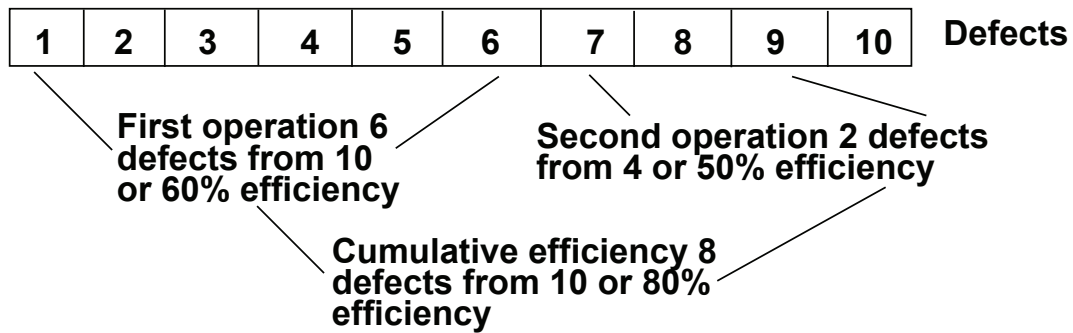 1 2 3 4 5 6 7 8 9 10 Defects
First operation 6
defects from 10
or 60% efficiency
Second operation 2 defects
from 4 or 50% efficiency
Cumulative efficiency 8
defects from 10 or 80%
efficiency